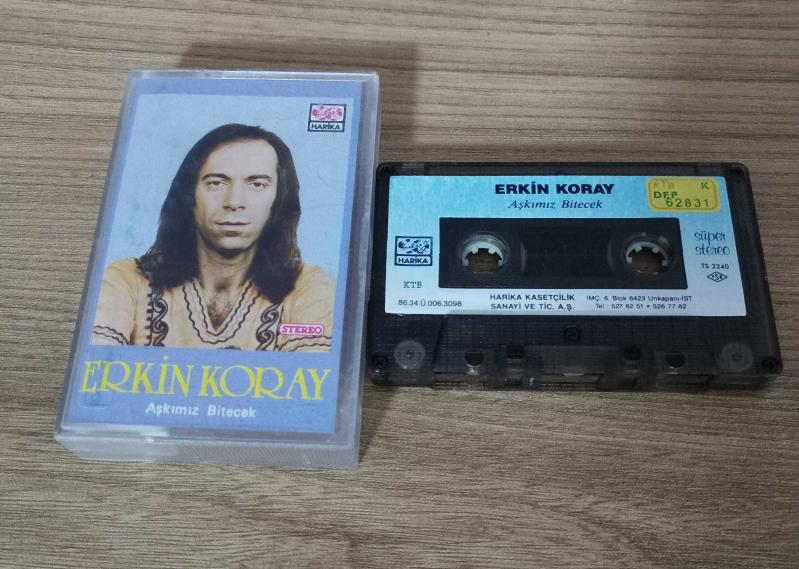 HARİKA
STEREO
ERKİN KORAY
Aşkımız Bitecek
ERKİN KORAY
Aşkımız Bitecek
KTB K
DEP
62831
HARİKA
KTB
süper
stereo
TS 2240
TSE
86.34.Ü.006.3098
HARİKA KASETÇİLİK
SANAYİ VE TİC. A.Ş.
İMÇ. 6. Blok 6423 Unkapanı-İST.
Tel.: 527 62 51 • 526 77 82